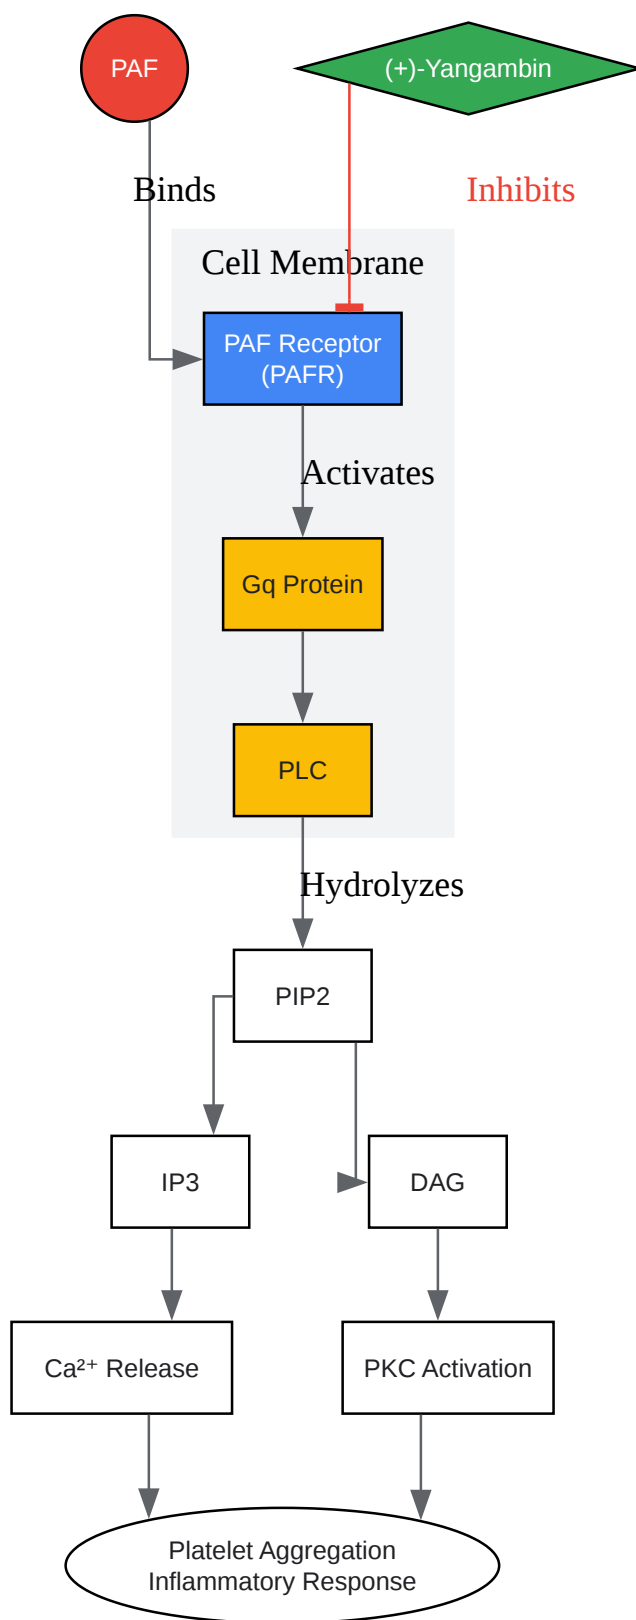 PAF
(+)-Yangambin
Binds
Inhibits
Cell Membrane
PAF Receptor
(PAFR)
Activates
Gq Protein
PLC
Hydrolyzes
PIP2
IP3
DAG
Ca²⁺ Release
PKC Activation
Platelet Aggregation
Inflammatory Response